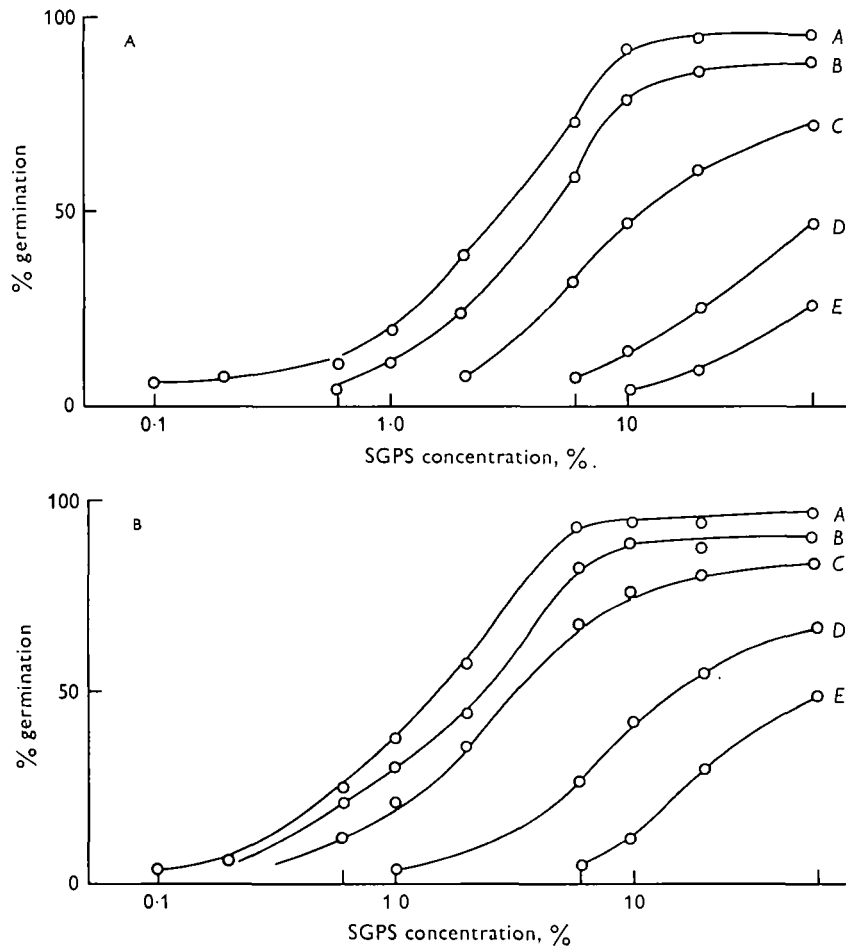 100
A
A
B
C
50
D
E
0
% germination
0·1
1·0
10
SGPS concentration, %.
100
B
A
B
C
D
50
E
0
% germination
0·1
1 0
10
SGPS concentration, %